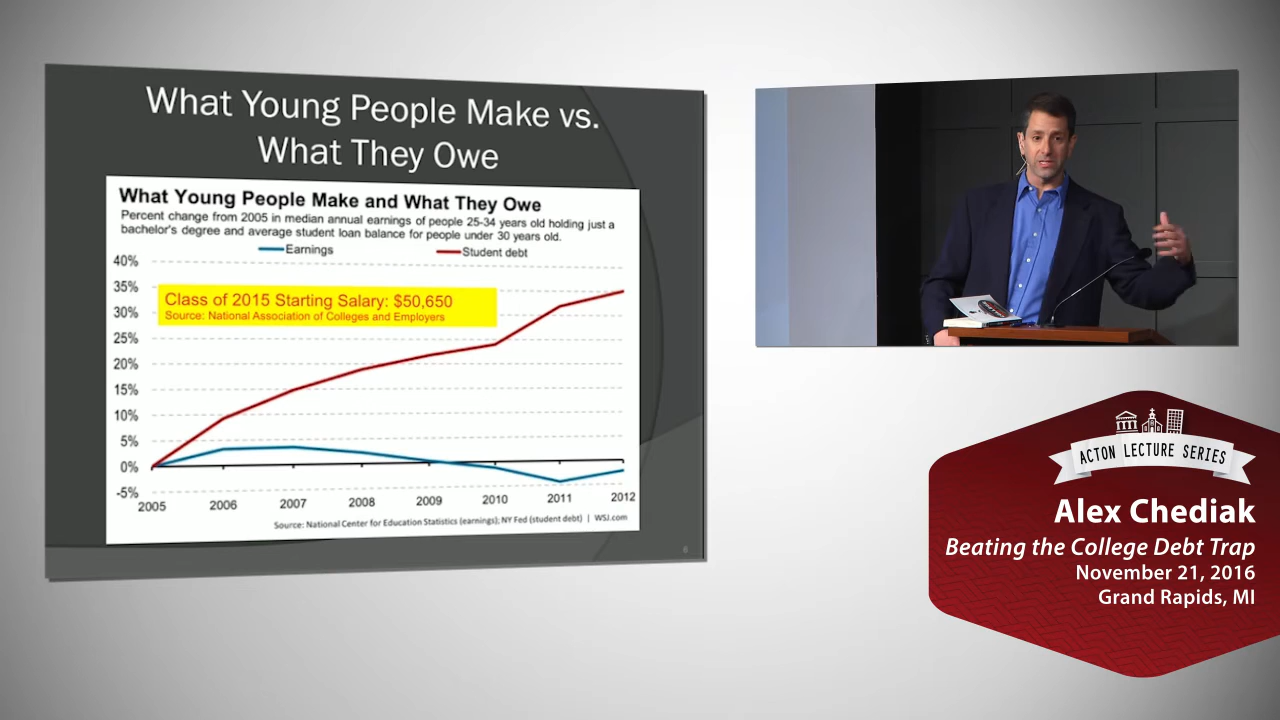 What Young People Make vs.
What They Owe
What Young People Make and What They Owe
Percent change from 2005 in median annual earnings of people 25-34 years old holding just a
bachelor's degree and average student loan balance for people under 30 years old.
Earnings Student debt
40%
35%
Class of 2015 Starting Salary: $50,650
Source: National Association of Colleges and Employers
30%
25%
20%
15%
10%
5%
0%
-5%
2005 2006 2007 2008 2009 2010 2011 2012
Source: National Center for Education Statistics (earnings); NY Fed (student debt) | WSJ.com
6
ACTON LECTURE SERIES
Alex Chediak
Beating the College Debt Trap
November 21, 2016
Grand Rapids, MI